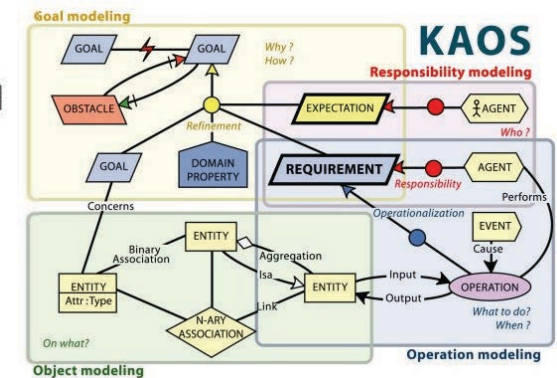 Goal modeling
KAOS
GOAL
GOAL
Why ?
How ?
Responsibility modeling
OBSTACLE
EXPECTATION
AGENT
Refinement
Who ?
GOAL
DOMAIN
PROPERTY
REQUIREMENT
AGENT
Responsibility
Concerns
Performs
Operationalization
EVENT
ENTITY
Binary
Association
Aggregation
Cause
Isa
ENTITY
Attr : Type
ENTITY
Input
OPERATION
Link
Output
N-ARY
ASSOCIATION
What to do?
When ?
On what?
Operation modeling
Object modeling